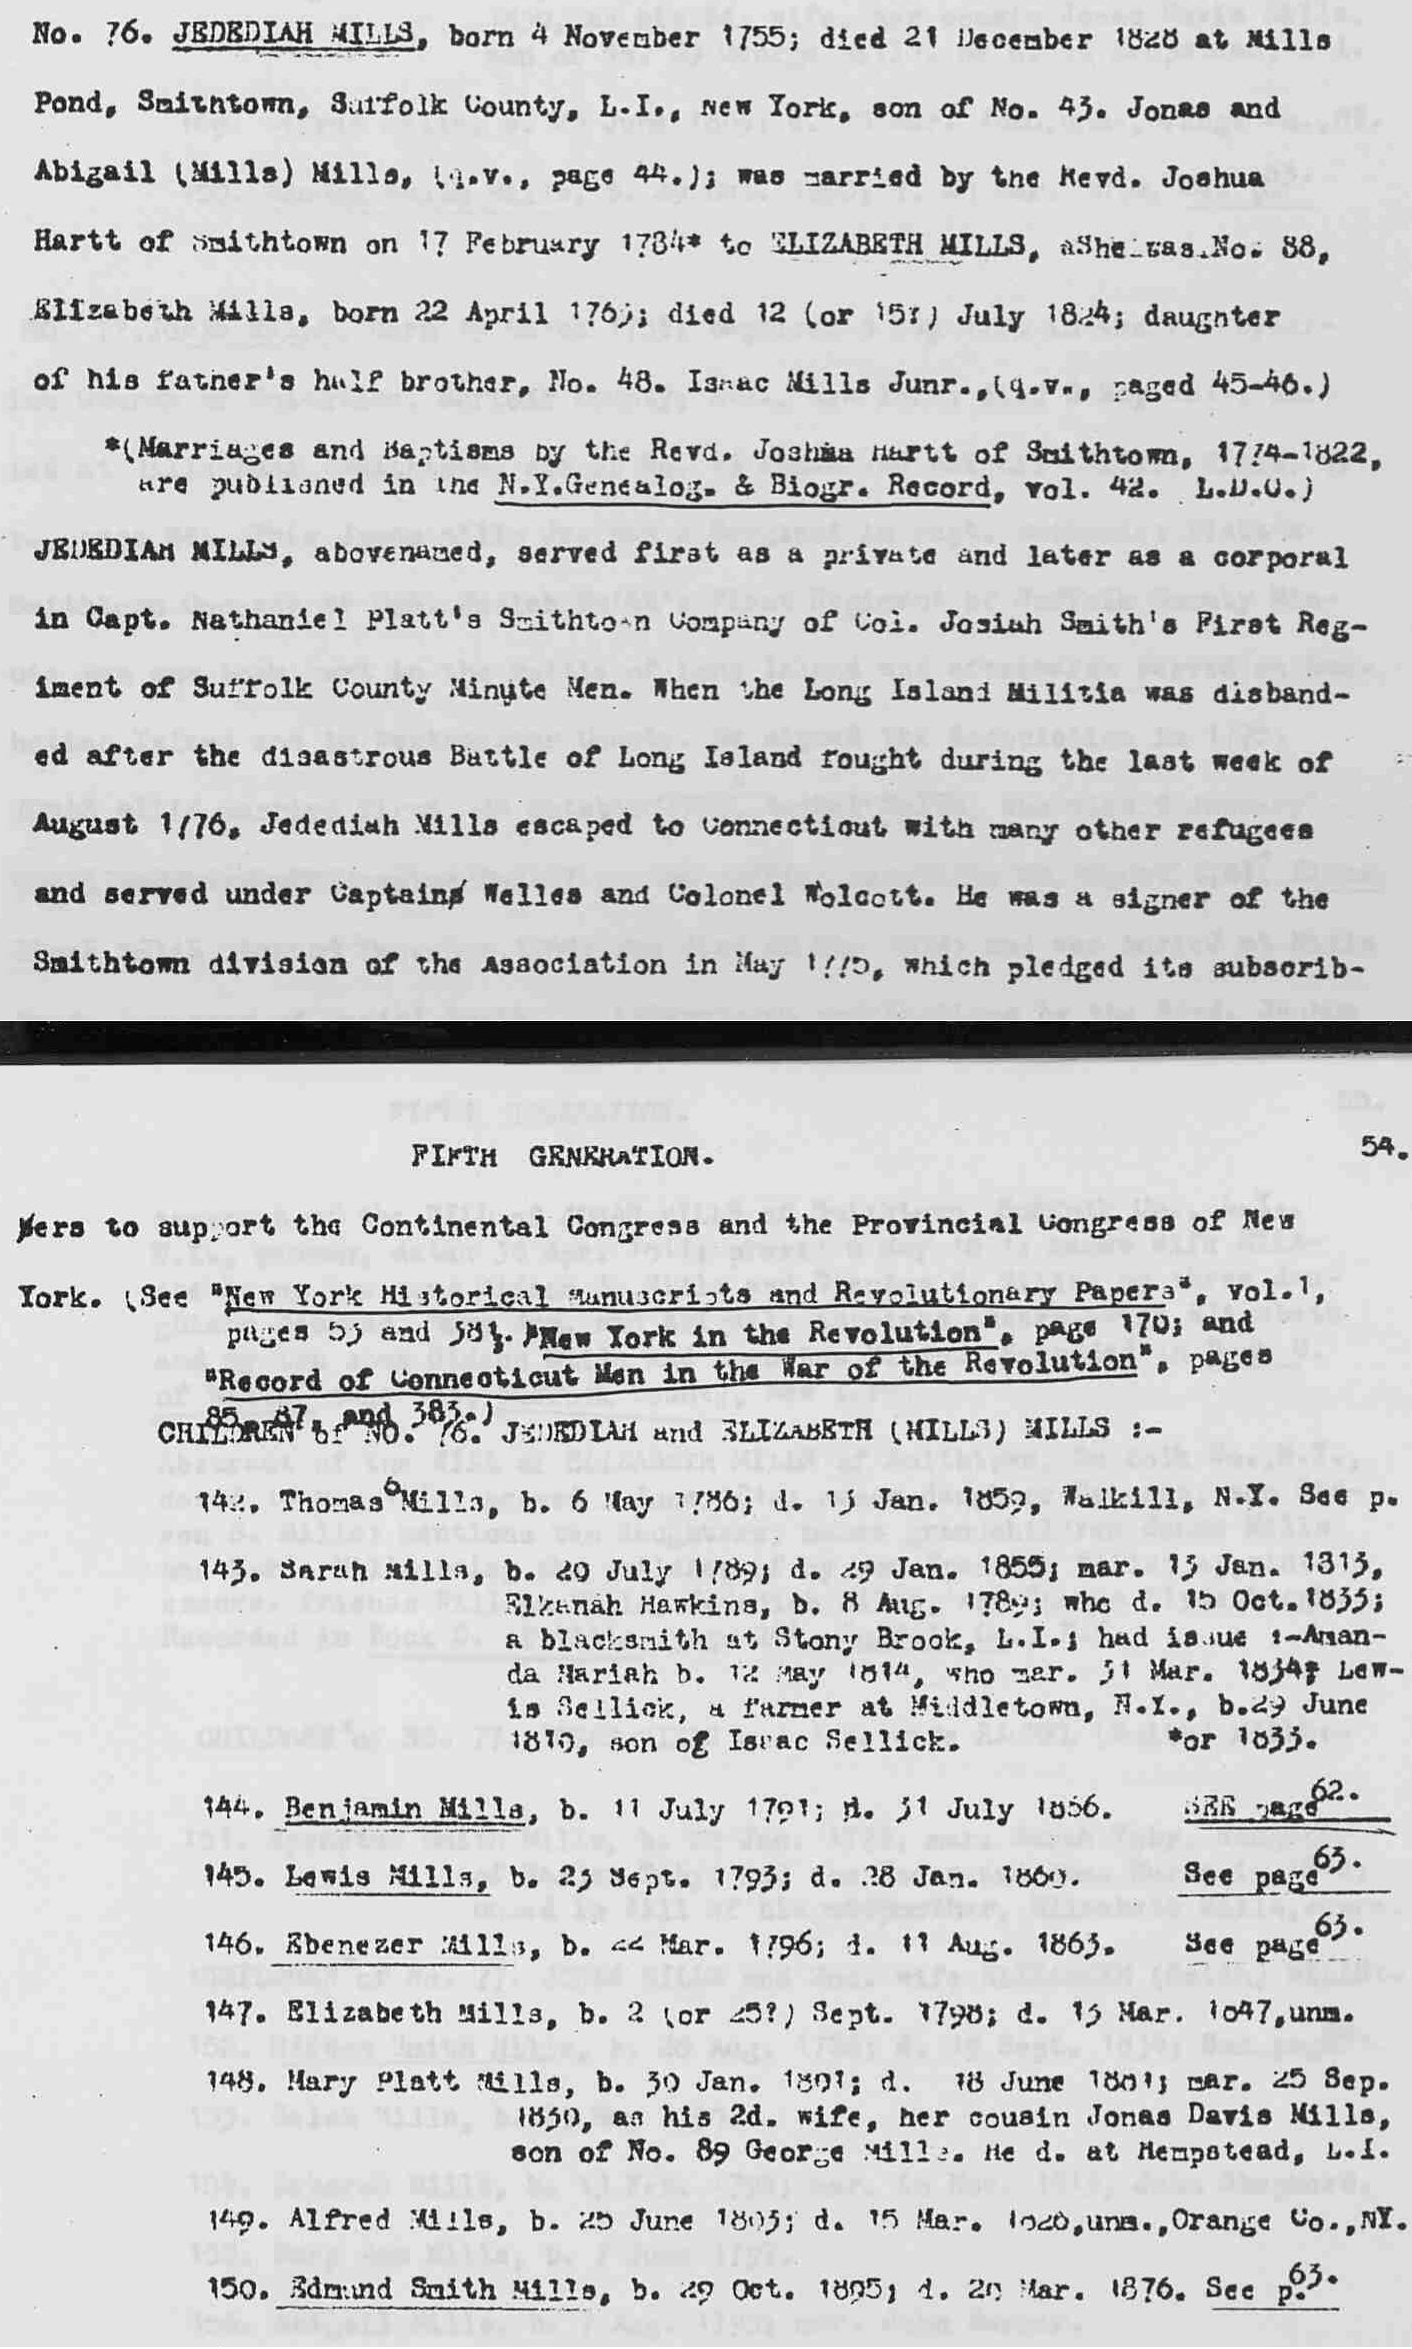 No. 76. JEDEDIAH MILLS, born 4 November 1755; died 21 December 1828 at Mills
Pond, Smithtown, Suffolk County, L.I., New York, son of No. 43. Jonas and
Abigail (Mills) Mills, (q.v., page 44.); was married by the Revd. Joshua
Hartt of Smithtown on 17 February 1784* to ELIZABETH MILLS, aShe was No. 88,
Elizabeth Mills, born 22 April 1765; died 12 (or 15?) July 1824; daughter
of his father's half brother, No. 48. Isaac Mills Junr.,(q.v., paged 45-46.)
*(Marriages and Baptisms by the Revd. Joshua Hartt of Smithtown, 1774-1822,
are published in the N.Y.Genealog. & Biogr. Record, vol. 42. L.D.O.)
JEDEDIAH MILLS, abovenamed, served first as a private and later as a corporal
in Capt. Nathaniel Platt's Smithtown Company of Col. Josiah Smith's First Reg-
iment of Suffolk County Minute Men. When the Long Island Militia was disband-
ed after the disastrous Battle of Long Island fought during the last week of
August 1776, Jedediah Mills escaped to Connecticut with many other refugees
and served under Captain Welles and Colonel Wolcott. He was a signer of the
Smithtown division of the Association in May 1775, which pledged its subscrib-
FIFTH GENERATION. 54.
ers to support the Continental Congress and the Provincial Congress of New
York. (See "New York Historical Manuscripts and Revolutionary Papers", vol.1,
pages 53 and "New York in the Revolution", page 170; and
"Record of Connecticut Men in the War of the Revolution", pages
85, 87, and 383.)
CHILDREN of NO. 76. JEDEDIAH and ELIZABETH (MILLS) MILLS :-
142. Thomas6 Mills, b. 6 May 1786; d. 13 Jan. 1859, Walkill, N.Y. See p.
143. Sarah Mills, b. 20 July 1789; d. 29 Jan. 1855; mar. 13 Jan. 1813,
Elkanah Hawkins, b. 8 Aug. 1789; who d. 15 Oct.1835;
a blacksmith at Stony Brook, L.I.; had issue :-Aman-
da Mariah b. 12 May 1814, who mar. 31 Mar. 1834* Lew-
is Sellick, a farmer at Middletown, N.Y., b.29 June
1810, son of Isaac Sellick. *or 1833.
144. Benjamin Mills, b. 11 July 1791; d. 31 July 1856. SEE page 62.
145. Lewis Mills, b. 23 Sept. 1793; d. 28 Jan. 1860. See page 63.
146. Ebenezer Mills, b. 22 Mar. 1796; d. 11 Aug. 1863. See page 63.
147. Elizabeth Mills, b. 2 (or 25?) Sept. 1798; d. 13 Mar. 1847,unm.
148. Mary Platt Mills, b. 30 Jan. 1801; d. 18 June 1881; mar. 25 Sep.
1830, as his 2d. wife, her cousin Jonas Davis Mills,
son of No. 89 George Mills. He d. at Hempstead, L.I.
149. Alfred Mills, b. 25 June 1803; d. 15 Mar. 1826,unm.,Orange Co.,NY.
150. Edmund Smith Mills, b. 29 Oct. 1805; d. 20 Mar. 1876. See p. 63.